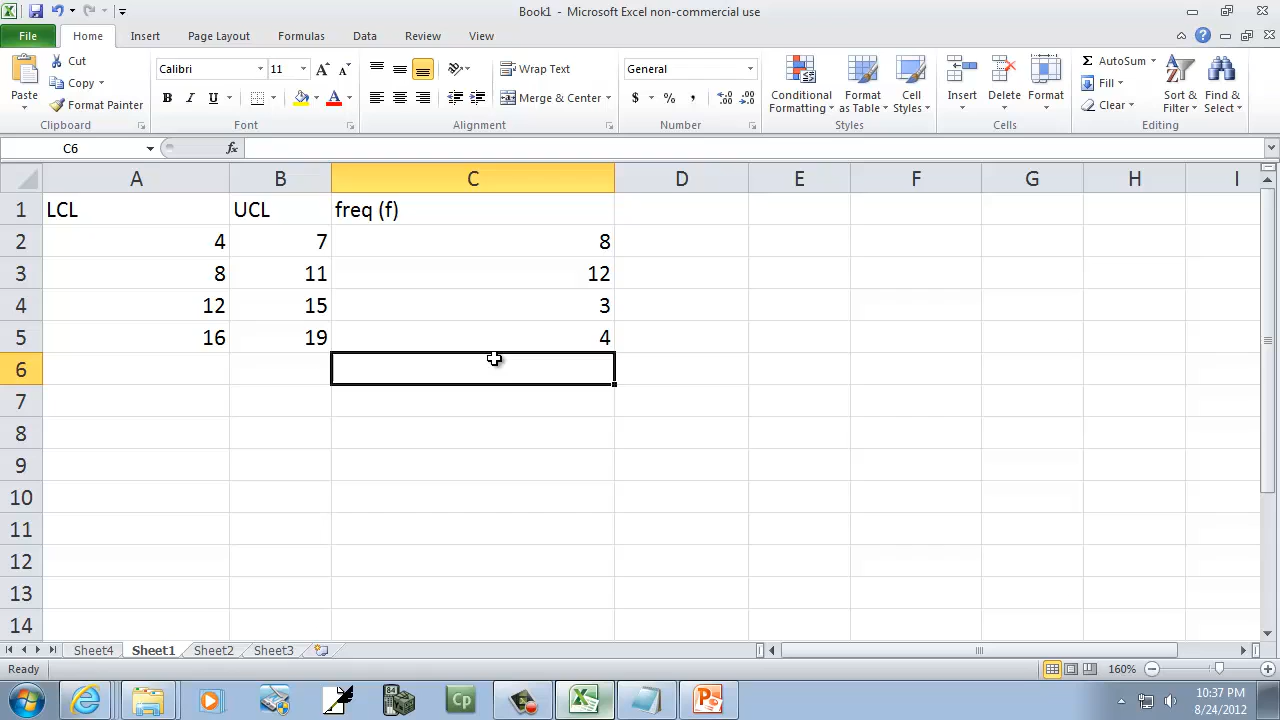 Book1 - Microsoft Excel non-commercial use
File Home Insert Page Layout Formulas Data Review View
Paste
Cut
Copy
Format Painter
Clipboard
Calibri 11
B I U
Font
Wrap Text
Merge & Center
Alignment
General
$ % ,
Number
Conditional Formatting
Format as Table
Cell Styles
Styles
Insert Delete Format
Cells
Σ AutoSum
Fill
Clear
Sort & Filter
Find & Select
Editing
C6 fx
A B C D E F G H I
1 LCL UCL freq (f)
2 4 7 8
3 8 11 12
4 12 15 3
5 16 19 4
6
7
8
9
10
11
12
13
14
Sheet4 Sheet1 Sheet2 Sheet3
Ready 160%
10:37 PM
8/24/2012